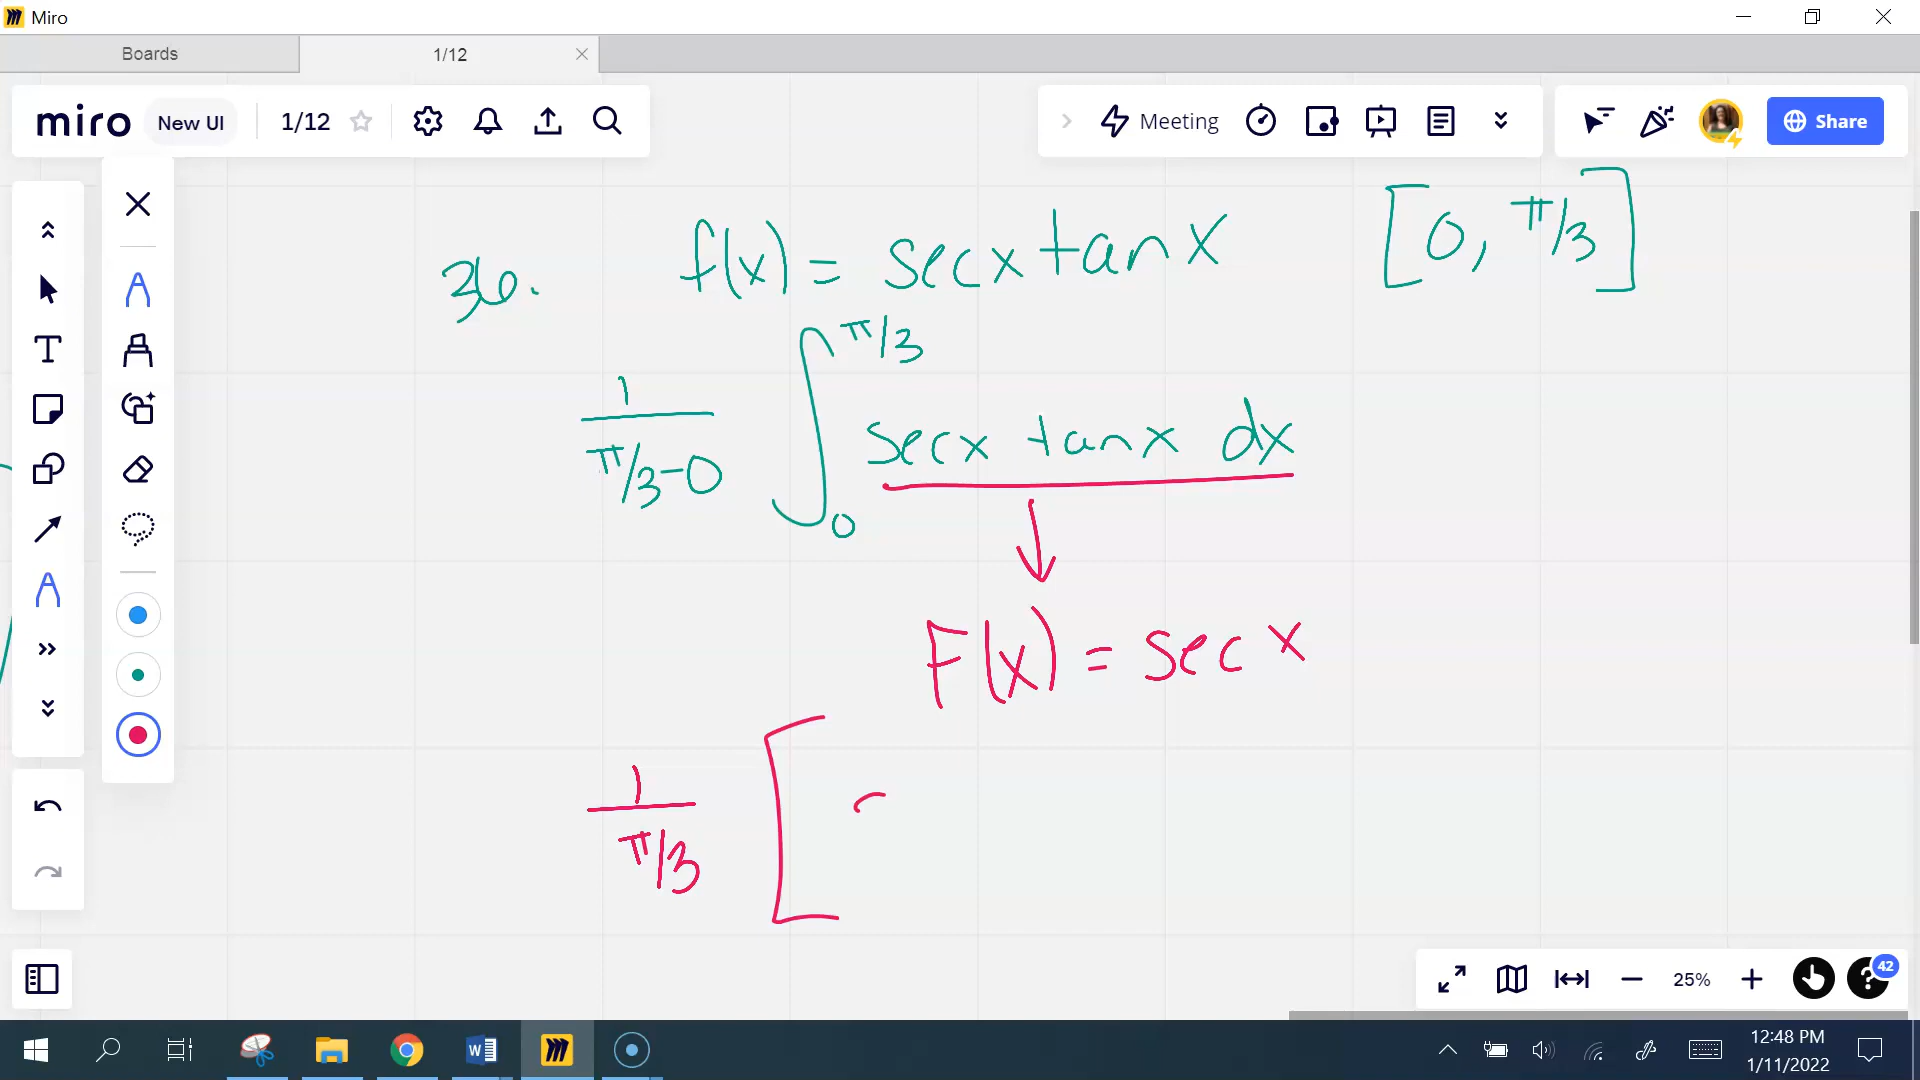 Miro
Boards
1/12
miro New UI 1/12
Meeting
Share
36. f(x) = secx tanx [0, π/3]
1/(π/3-0) ∫₀^(π/3) secx tanx dx
F(x) = sec x
1/(π/3) [
25%
42
12:48 PM
1/11/2022